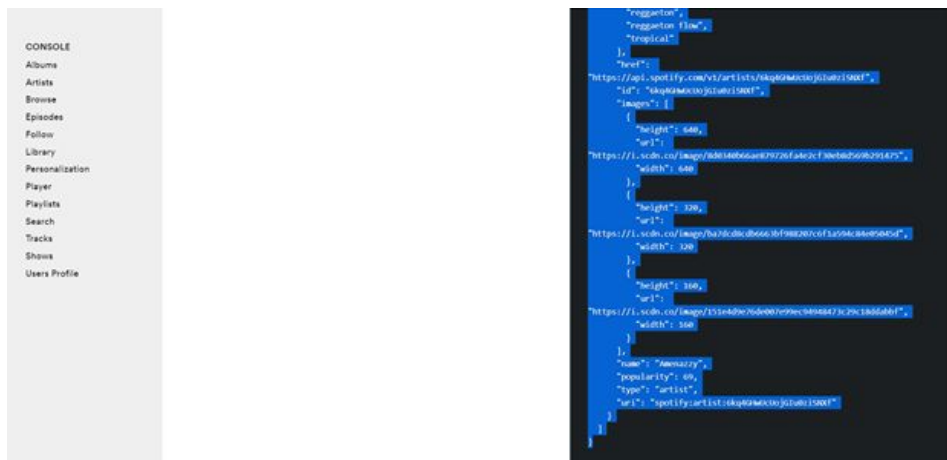 CONSOLE
Albums
Artists
Browse
Episodes
Follow
Library
Personalization
Player
Playlists
Search
Tracks
Shows
Users Profile
"reggaeton",
"reggaeton flow",
"tropical"
],
"href":
"id":
"images": [
{
"height": 640,
"url":
"width": 640
},
{
"height": 320,
"url":
"width": 320
},
{
"height": 160,
"url":
"width": 160
}
],
"name": "Amenazzy",
"popularity": 69,
"type": "artist",
"uri":
}
]
}